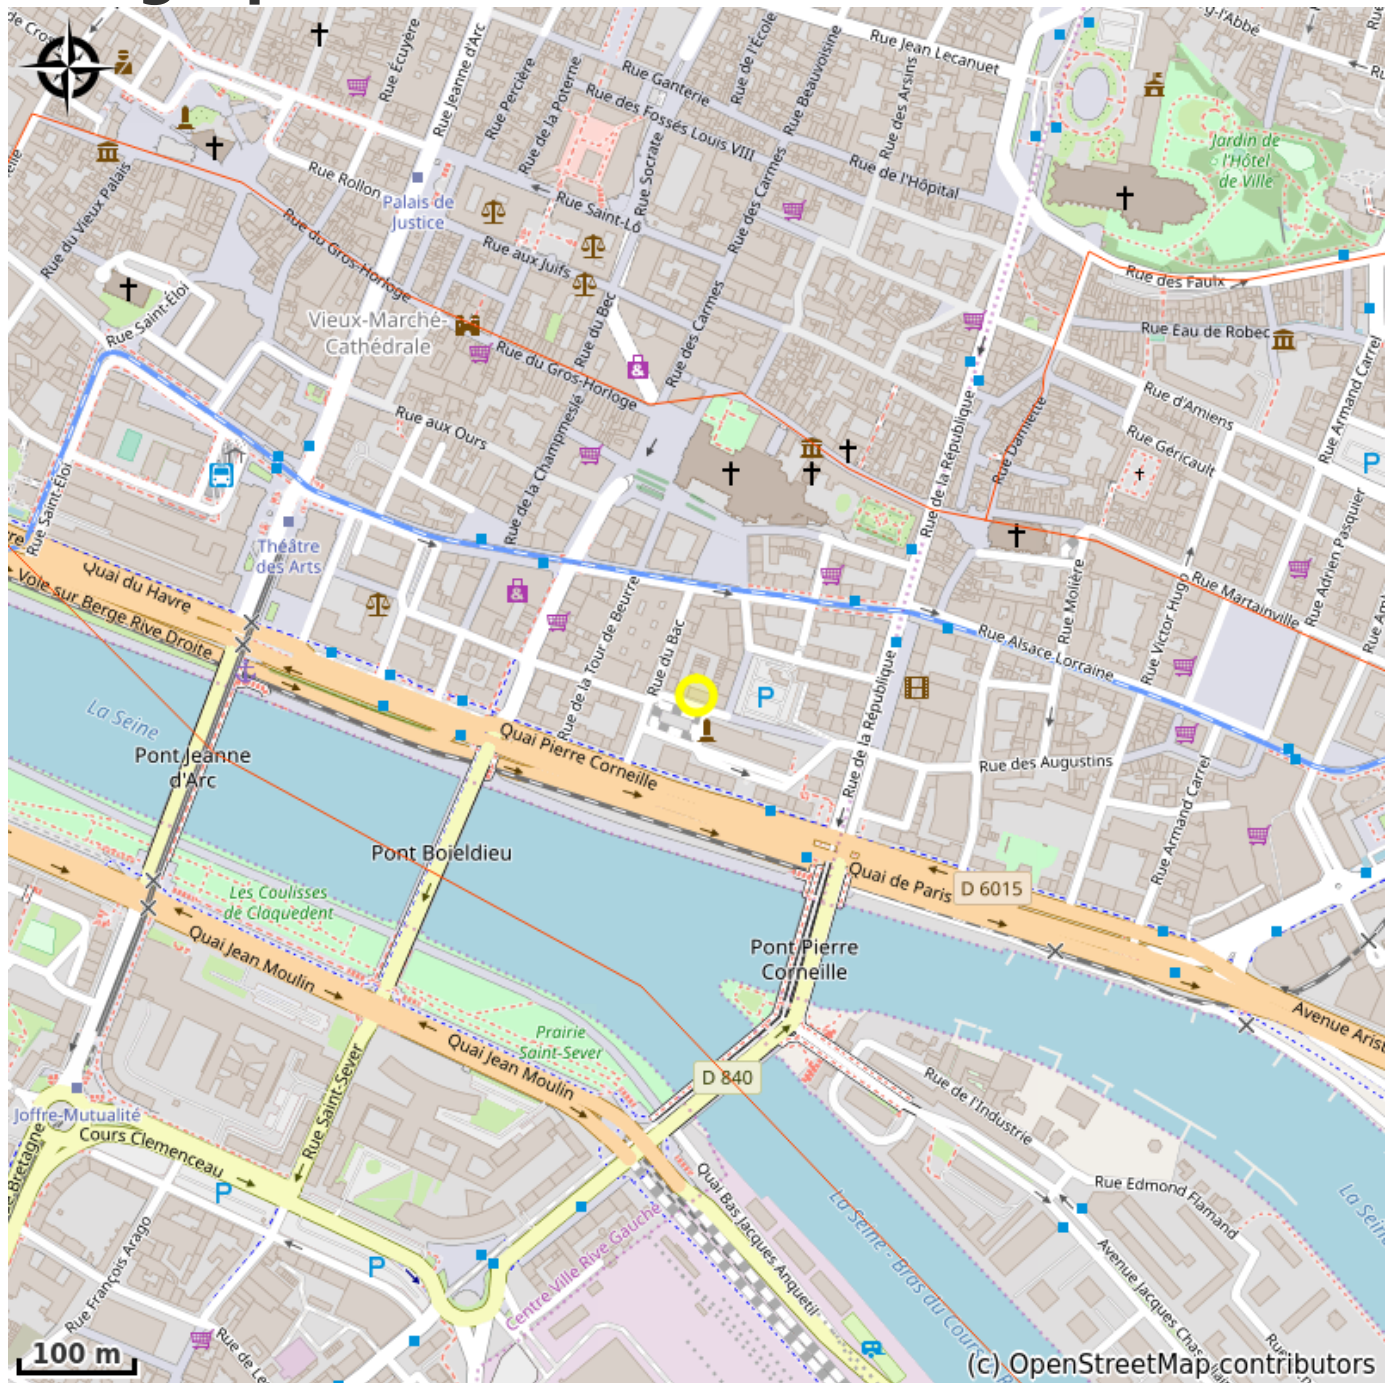 Rue Jean Lecanuet
Rue Ganterie
Rue des Fossés Louis VIII
Rue de l'Hôpital
Rue de l'École
Rue Beauvoisine
Rue des Arsins
Rue Écuyère
Rue Jeanne d'Arc
Rue Percière
Rue de la Poterne
Rue Socrate
Rue des Carmes
Rue Rollon
Palais de
Justice
Rue Saint-Lô
Rue aux Juifs
Rue du Vieux Palais
Rue du Gros-Horloge
Jardin de
l'Hôtel
de Ville
Rue des Faulx
Rue Eau de Robec
Rue Saint-Éloi
Vieux-Marché-
Cathédrale
Rue du Bec
Rue des Carmes
Rue du Gros-Horloge
Rue d'Amiens
Rue Géricault
Rue Armand Carrel
Rue Damiette
Rue de la République
Rue aux Ours
Rue de la Champmeslé
P
Rue Saint-Éloi
Théâtre
des Arts
Quai du Havre
Voie sur Berge Rive Droite
Rue Adrien Pasquier
Rue Martainville
Rue Molière
Rue Victor Hugo
Rue Alsace Lorraine
Rue de la Tour de Beurre
Rue du Bac
P
La Seine
Pont Jeanne
d'Arc
Quai Pierre Corneille
Rue de la République
Rue des Augustins
Rue Armand Carrel
Pont Boieldieu
Quai de Paris
D 6015
Les Coulisses
de Claquedent
Quai Jean Moulin
Pont Pierre
Corneille
Avenue Arist
Prairie
Saint-Sever
Quai Jean Moulin
D 840
Rue de l'Industrie
Joffre-Mutualité
Cours Clemenceau
Rue Saint-Sever
P
Bretagne
Rue Edmond Flamand
La Seine
Quai Bas Jacques Anquetil
La Seine - Bras du Cours
Centre Ville Rive Gauche
Rue François Arago
P
Avenue Jacques Chas
Rue de Le
100 m
(c) OpenStreetMap contributors